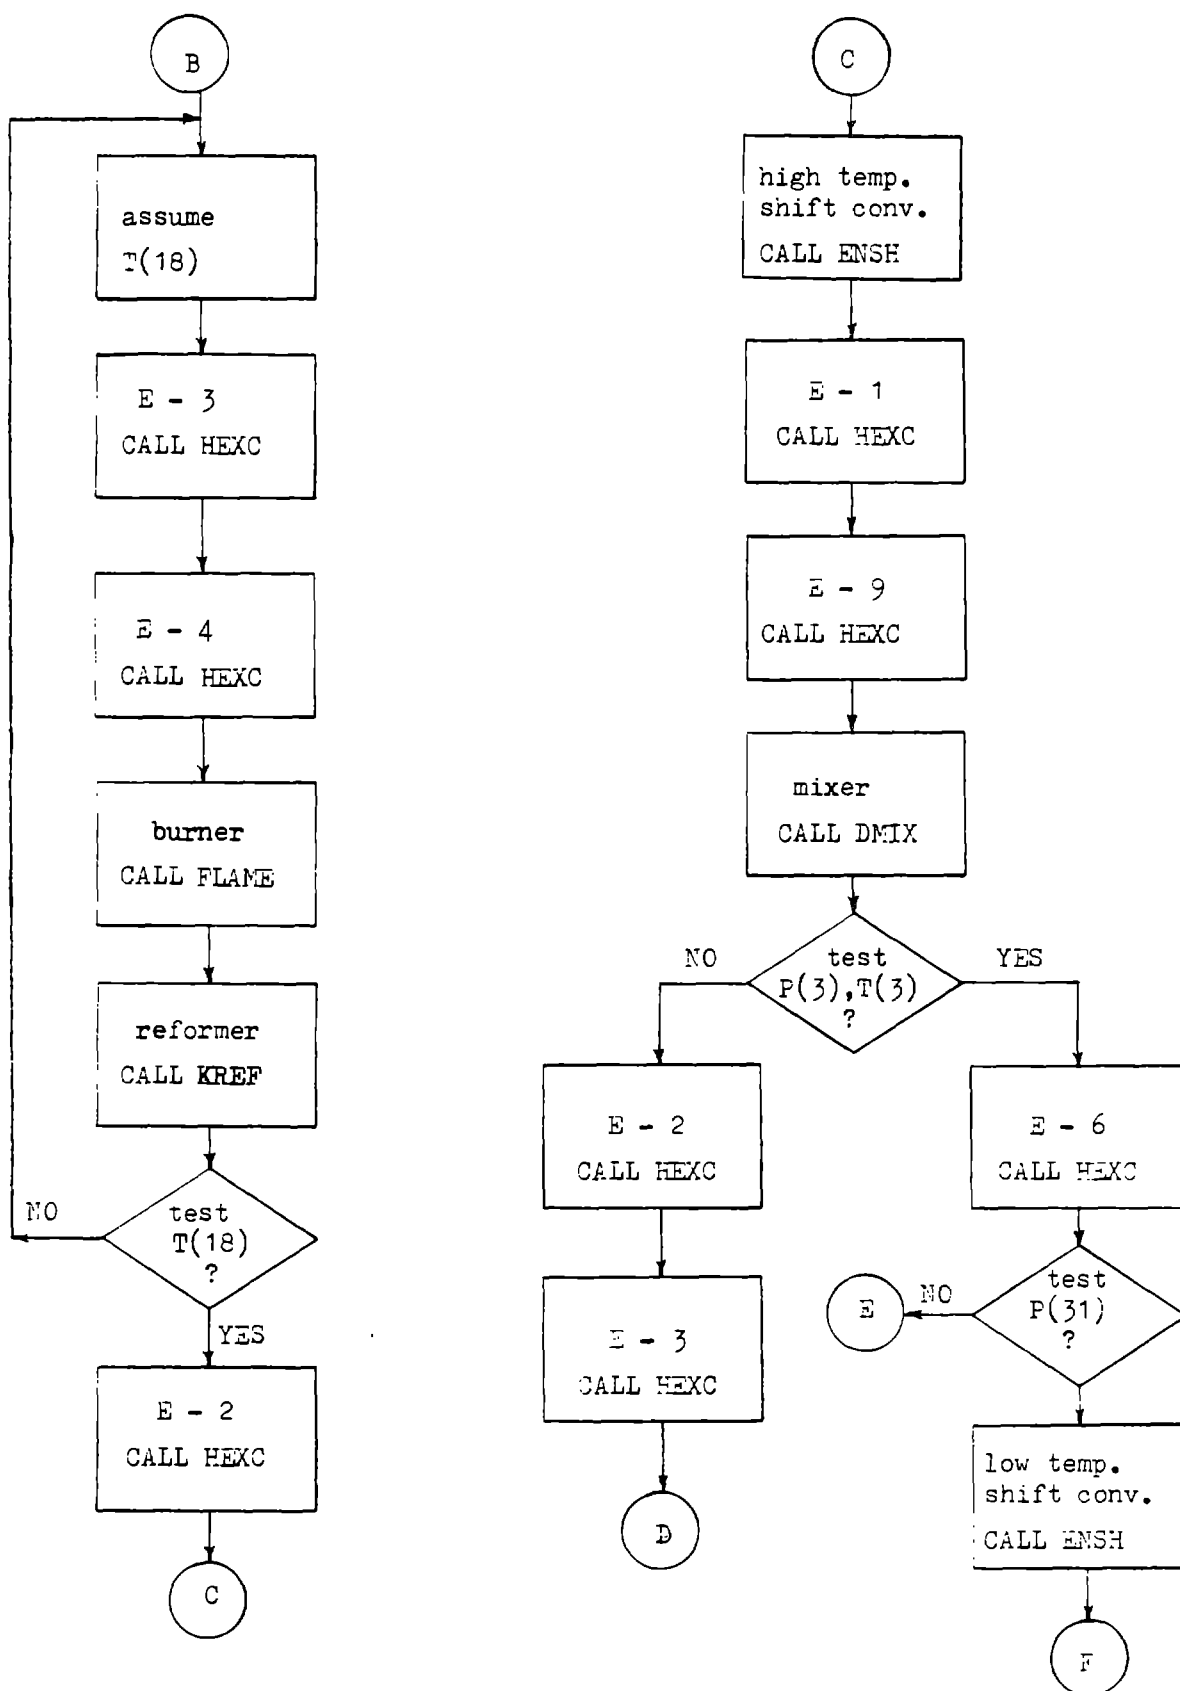 B
assume
T(18)
E - 3
CALL HEXC
E - 4
CALL HEXC
burner
CALL FLAME
reformer
CALL KREF
NO
test
T(18)
?
YES
E - 2
CALL HEXC
C
C
high temp.
shift conv.
CALL ENSH
E - 1
CALL HEXC
E - 9
CALL HEXC
mixer
CALL DMIX
NO
test
P(3),T(3)
?
YES
E - 2
CALL HEXC
E - 3
CALL HEXC
D
E - 6
CALL HEXC
E
NO
test
P(31)
?
low temp.
shift conv.
CALL ENSH
F